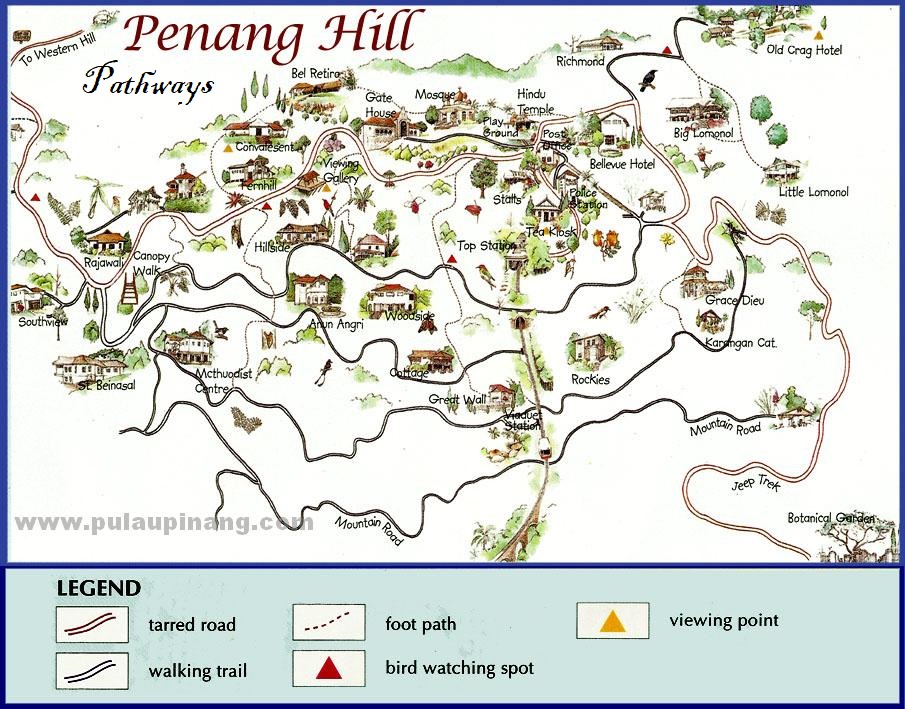 Penang Hill
Pathways
To Western Hill
Old Crag Hotel
Richmond
Bel Retiro
Gate
House
Mosque
Hindu
Temple
Play
Ground
Post
Office
Big Lomonol
Convalesent
Viewing
Gallery
Bellevue Hotel
Fernhill
Little Lomonol
Stalls
Police
Station
Tea Kiosk
Hillside
Top Station
Rajawali
Canopy
Walk
Southview
Anun Angri
Woodside
Grace Dieu
Karangan Cat.
St. Beinasal
Mcthuodist
Centre
Cottage
Rockies
Great Wall
Viaduct
Station
Mountain Road
Jeep Trek
www.pulaupinang.com
Mountain Road
Botanical Garden
LEGEND
tarred road
foot path
viewing point
walking trail
bird watching spot